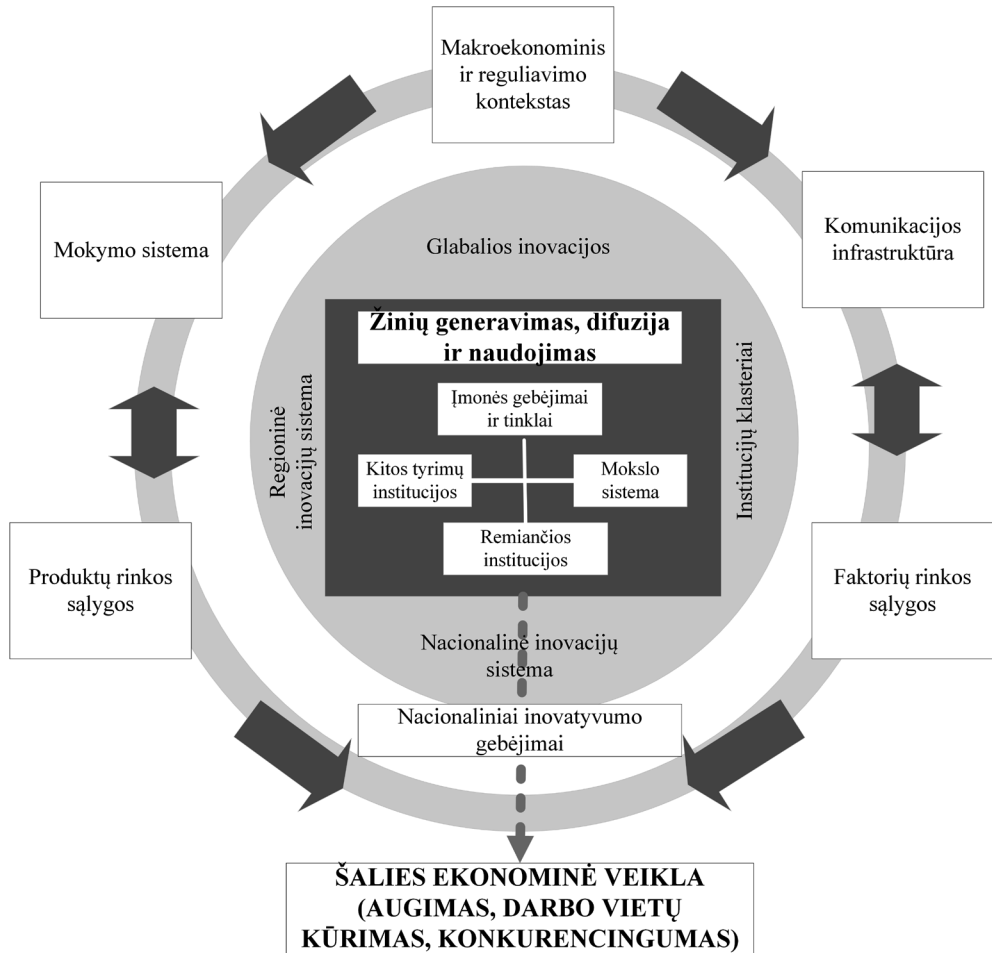 Makroekonominis
ir reguliavimo
kontekstas
Mokymo sistema
Komunikacijos
infrastruktūra
Glabalios inovacijos
Žinių generavimas, difuzija
ir naudojimas
Regioninė
inovacijų sistema
Įmonės gebėjimai
ir tinklai
Kitos tyrimų
institucijos
Mokslo
sistema
Remiančios
institucijos
Institucijų klasteriai
Produktų rinkos
sąlygos
Faktorių rinkos
sąlygos
Nacionalinė inovacijų
sistema
Nacionaliniai inovatyvumo
gebėjimai
ŠALIES EKONOMINĖ VEIKLA
(AUGIMAS, DARBO VIETŲ
KŪRIMAS, KONKURENCINGUMAS)